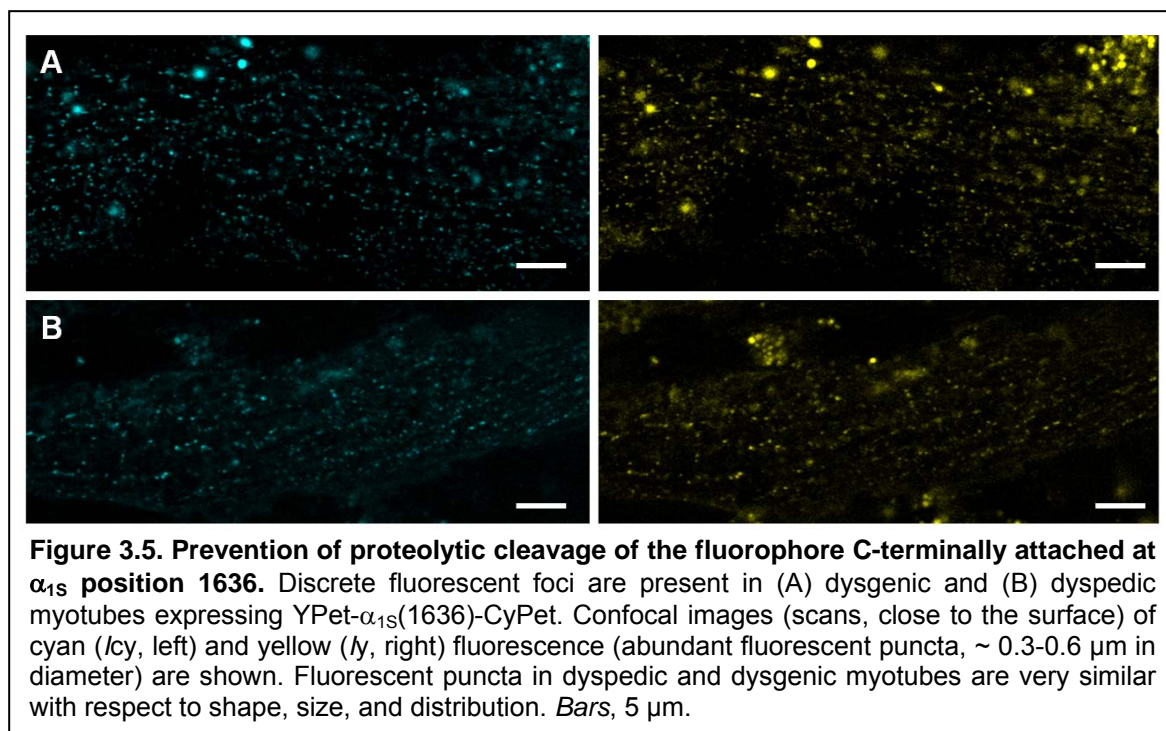 A
B
Figure 3.5. Prevention of proteolytic cleavage of the fluorophore C-terminally attached at
α1S position 1636. Discrete fluorescent foci are present in (A) dysgenic and (B) dyspedic
myotubes expressing YPet-α1S(1636)-CyPet. Confocal images (scans, close to the surface) of
cyan (Icy, left) and yellow (Iy, right) fluorescence (abundant fluorescent puncta, ~ 0.3-0.6 µm in
diameter) are shown. Fluorescent puncta in dyspedic and dysgenic myotubes are very similar
with respect to shape, size, and distribution. Bars, 5 µm.